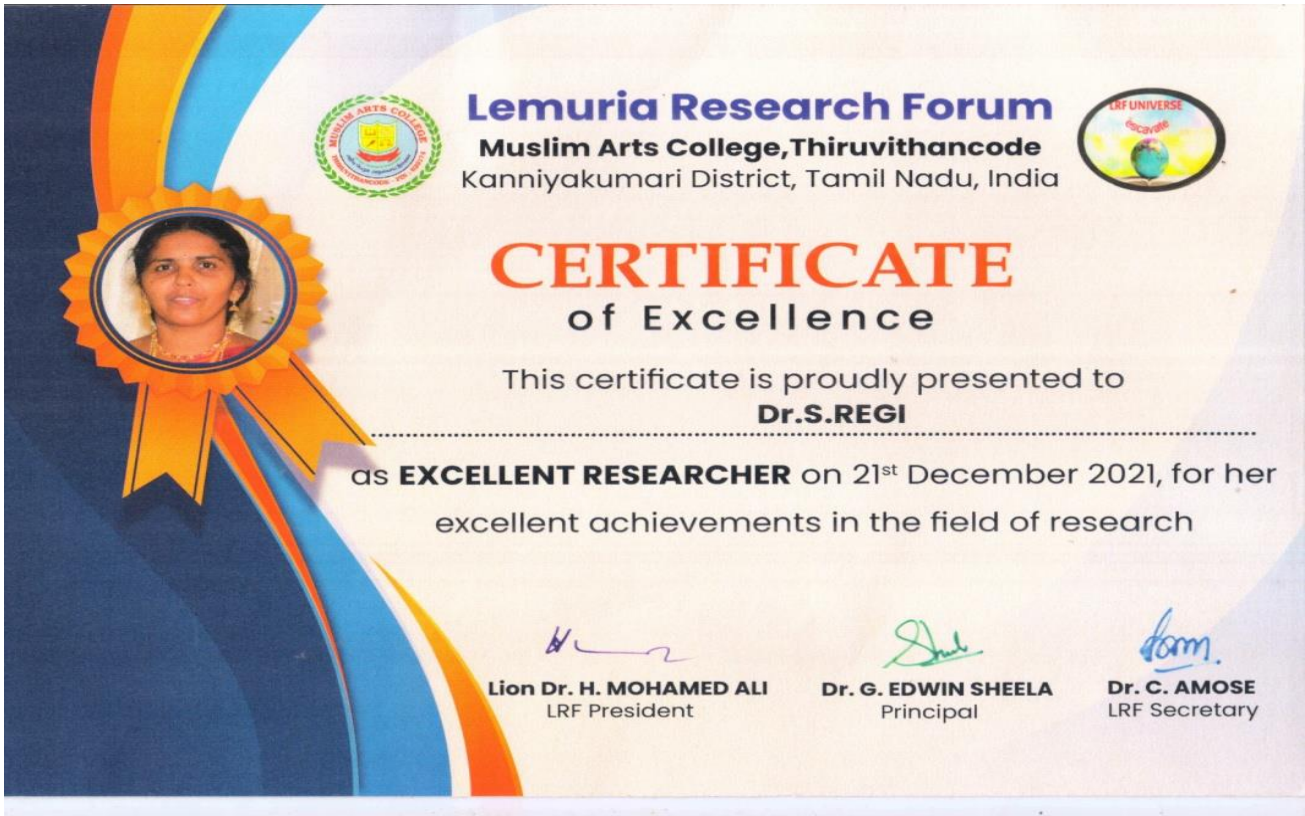 Lemuria Research Forum
Muslim Arts College,Thiruvithancode
Kanniyakumari District, Tamil Nadu, India
MUSLIM ARTS COLLEGE
THIRUVITHANCODE
LRF UNIVERSE
escavate
CERTIFICATE
of Excellence
This certificate is proudly presented to
Dr.S.REGI
as EXCELLENT RESEARCHER on 21st December 2021, for her
excellent achievements in the field of research
Lion Dr. H. MOHAMED ALI
LRF President
Dr. G. EDWIN SHEELA
Principal
Dr. C. AMOSE
LRF Secretary